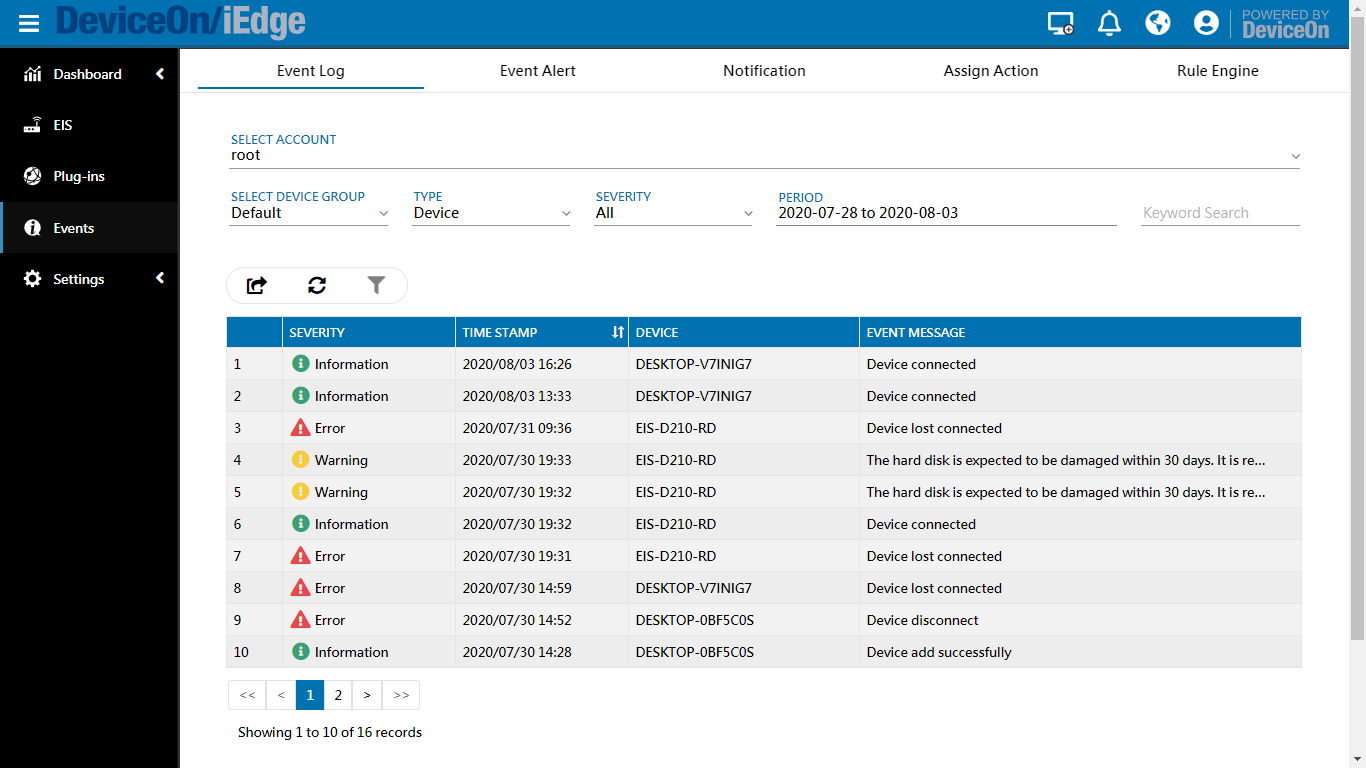 DeviceOn/iEdge
POWERED BY
DeviceOn
Dashboard
EIS
Plug-ins
Events
Settings
Event Log Event Alert Notification Assign Action Rule Engine
SELECT ACCOUNT
root
SELECT DEVICE GROUP TYPE SEVERITY PERIOD
Default Device All 2020-07-28 to 2020-08-03 Keyword Search
SEVERITY TIME STAMP DEVICE EVENT MESSAGE
1 Information 2020/08/03 16:26 DESKTOP-V7INIG7 Device connected
2 Information 2020/08/03 13:33 DESKTOP-V7INIG7 Device connected
3 Error 2020/07/31 09:36 EIS-D210-RD Device lost connected
4 Warning 2020/07/30 19:33 EIS-D210-RD The hard disk is expected to be damaged within 30 days. It is re...
5 Warning 2020/07/30 19:32 EIS-D210-RD The hard disk is expected to be damaged within 30 days. It is re...
6 Information 2020/07/30 19:32 EIS-D210-RD Device connected
7 Error 2020/07/30 19:31 EIS-D210-RD Device lost connected
8 Error 2020/07/30 14:59 DESKTOP-V7INIG7 Device lost connected
9 Error 2020/07/30 14:52 DESKTOP-0BF5C0S Device disconnect
10 Information 2020/07/30 14:28 DESKTOP-0BF5C0S Device add successfully
<< < 1 2 > >>
Showing 1 to 10 of 16 records